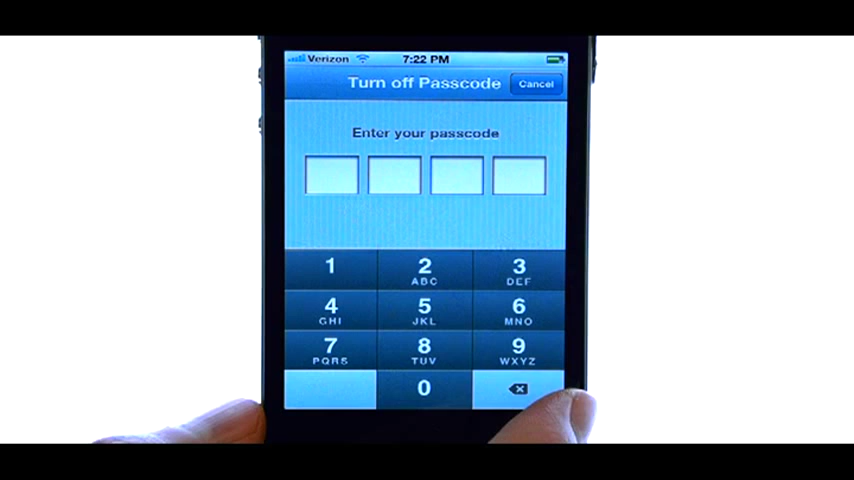 Verizon 7:22 PM
Turn off Passcode Cancel
Enter your passcode
1 2 3
ABC DEF
4 5 6
GHI JKL MNO
7 8 9
PQRS TUV WXYZ
0